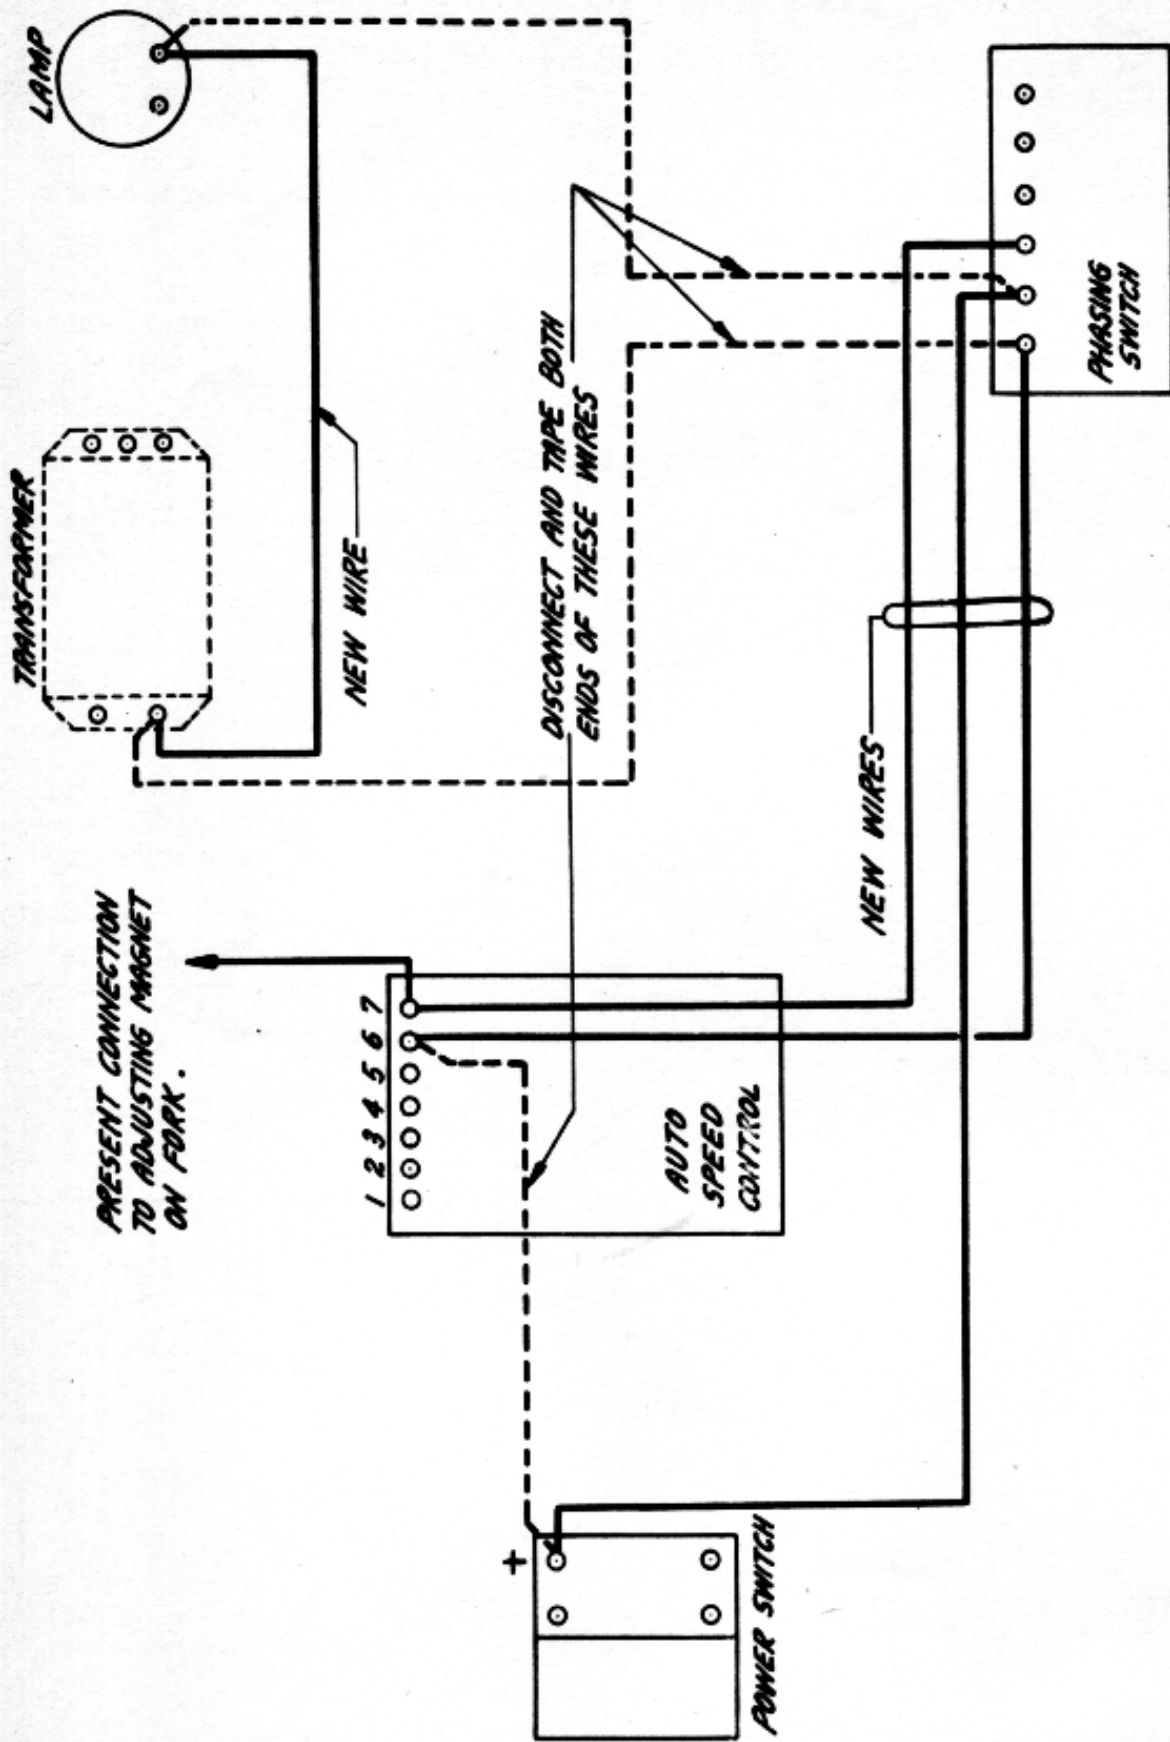 LAMP
TRANSFORMER
NEW WIRE
PRESENT CONNECTION
TO ADJUSTING MAGNET
ON FORK.
DISCONNECT AND TAPE BOTH
ENDS OF THESE WIRES
1 2 3 4 5 6 7
AUTO
SPEED
CONTROL
NEW WIRES
PHASING
SWITCH
+
POWER SWITCH